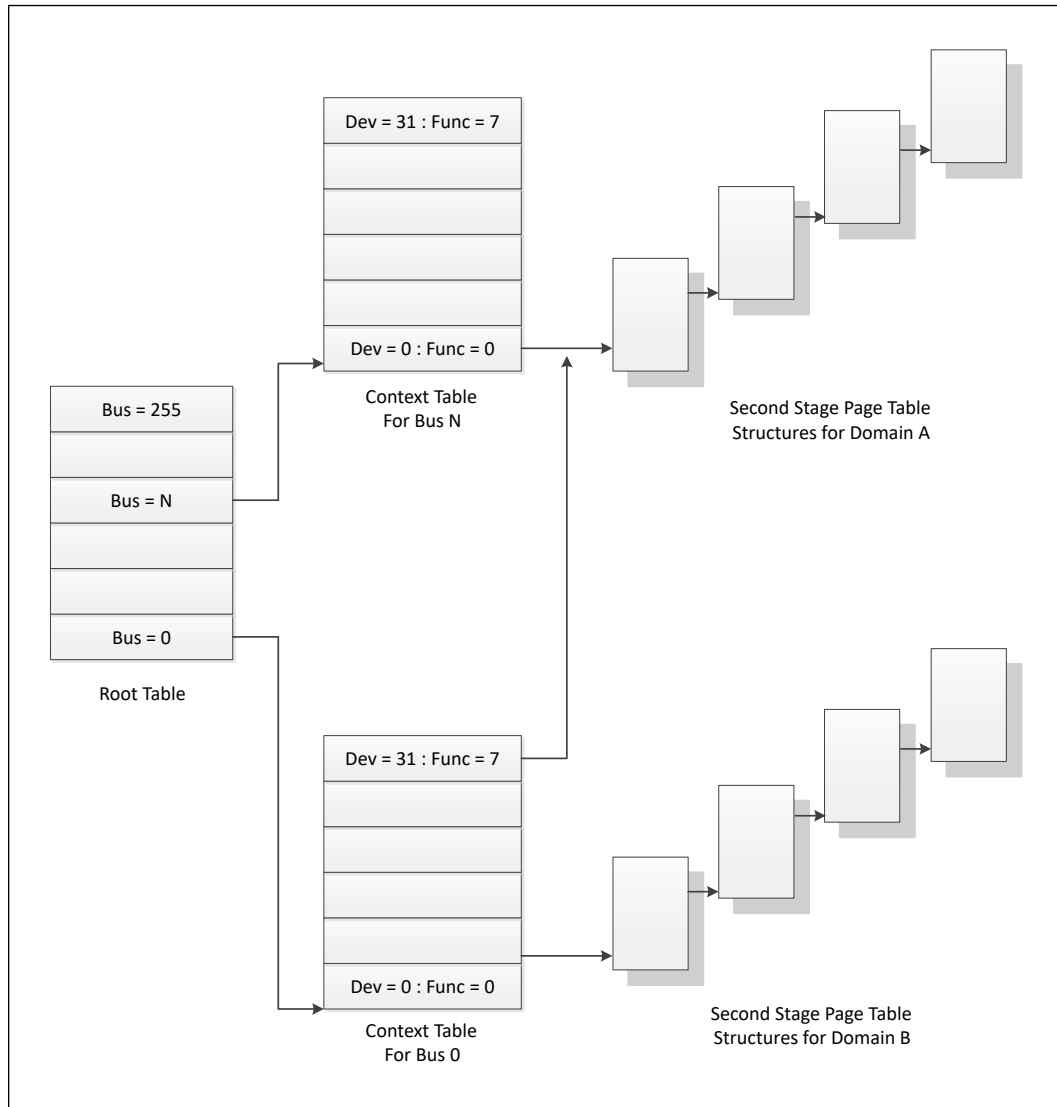 Dev = 31 : Func = 7
Dev = 0 : Func = 0
Context Table
For Bus N
Second Stage Page Table
Structures for Domain A
Bus = 255
Bus = N
Bus = 0
Root Table
Dev = 31 : Func = 7
Dev = 0 : Func = 0
Context Table
For Bus 0
Second Stage Page Table
Structures for Domain B